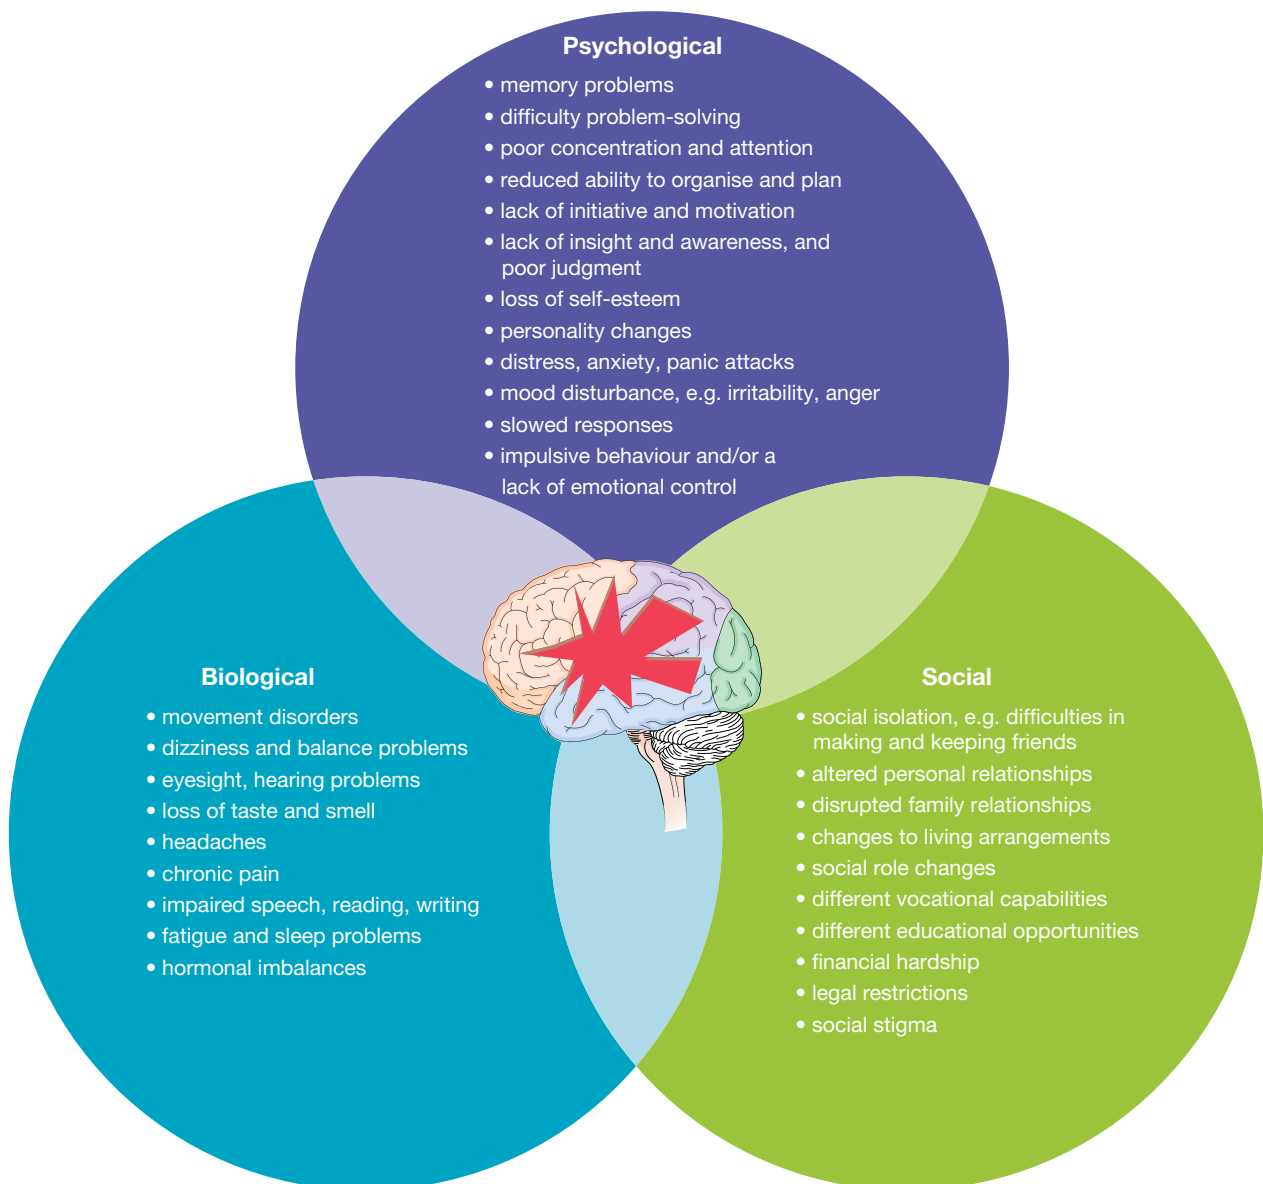 Psychological
• memory problems
• difficulty problem-solving
• poor concentration and attention
• reduced ability to organise and plan
• lack of initiative and motivation
• lack of insight and awareness, and
poor judgment
• loss of self-esteem
• personality changes
• distress, anxiety, panic attacks
• mood disturbance, e.g. irritability, anger
• slowed responses
• impulsive behaviour and/or a
lack of emotional control
Biological
• movement disorders
• dizziness and balance problems
• eyesight, hearing problems
• loss of taste and smell
• headaches
• chronic pain
• impaired speech, reading, writing
• fatigue and sleep problems
• hormonal imbalances
Social
• social isolation, e.g. difficulties in
making and keeping friends
• altered personal relationships
• disrupted family relationships
• changes to living arrangements
• social role changes
• different vocational capabilities
• different educational opportunities
• financial hardship
• legal restrictions
• social stigma